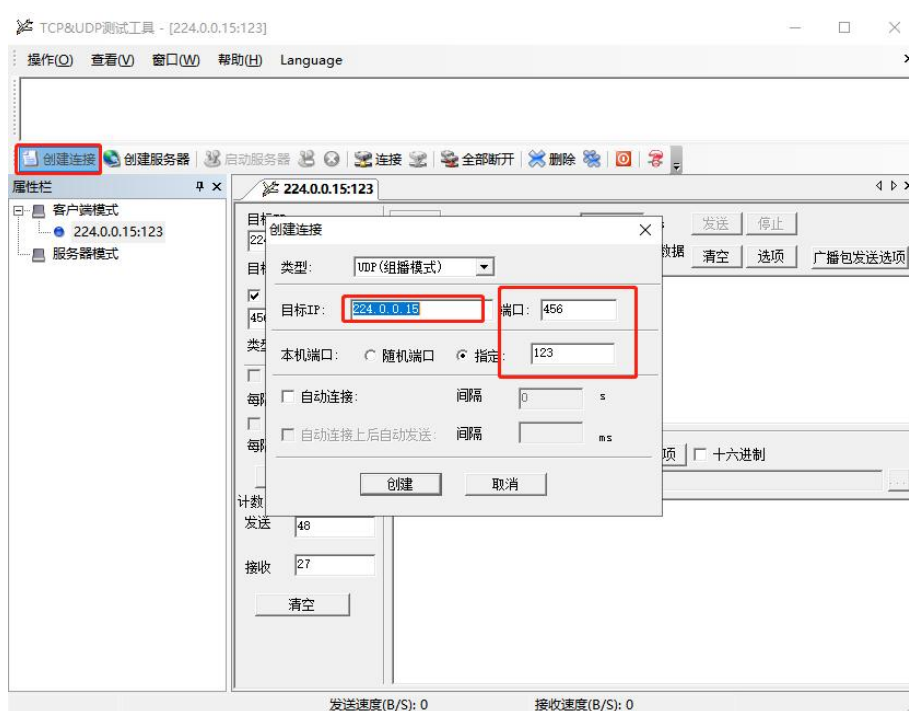 TCP&UDP测试工具 - [224.0.0.15:123]
操作(O) 查看(V) 窗口(W) 帮助(H) Language
创建连接 创建服务器 启动服务器 连接 全部断开 删除
属性栏
224.0.0.15:123
客户端模式
224.0.0.15:123
服务器模式
发送 停止
数据 清空 选项 广播包发送选项
创建连接
类型: UDP(组播模式)
目标IP: 224.0.0.15 端口: 456
本机端口: 随机端口 指定: 123
自动连接: 间隔 0 s
自动连接上后自动发送: 间隔 ms
创建 取消
目标
224
456
项 十六进制
计数
发送 48
接收 27
清空
发送速度(B/S): 0 接收速度(B/S): 0